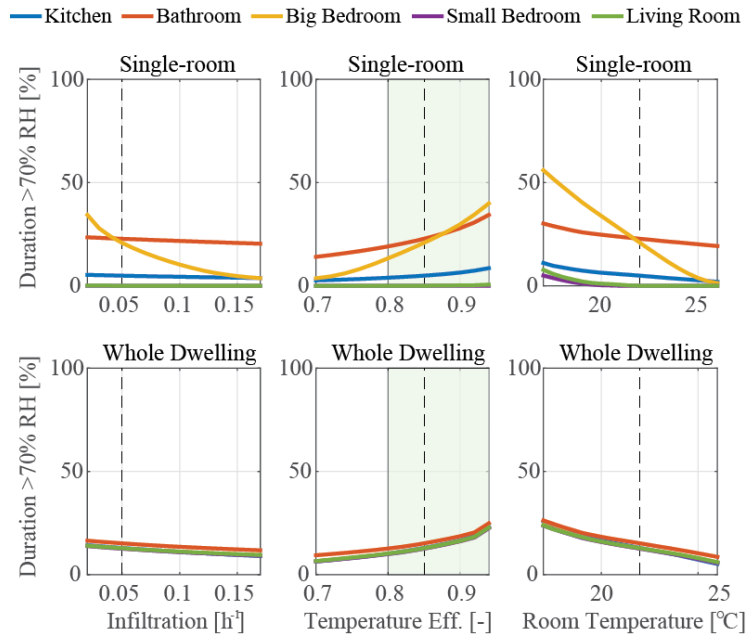 Kitchen Bathroom Big Bedroom Small Bedroom Living Room
Single-room Single-room Single-room
Duration >70% RH [%]
100 100 100
50 50 50
0 0 0
0.05 0.1 0.15 0.7 0.8 0.9 20 25
Whole Dwelling Whole Dwelling Whole Dwelling
Duration >70% RH [%]
100 100 100
50 50 50
0 0 0
0.05 0.1 0.15 0.7 0.8 0.9 20 25
Infiltration [h⁻¹] Temperature Eff. [-] Room Temperature [°C]